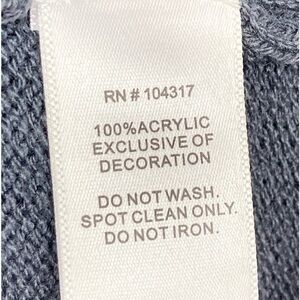 RN # 104317
100%ACRYLIC
EXCLUSIVE OF
DECORATION
DO NOT WASH.
SPOT CLEAN ONLY.
DO NOT IRON.